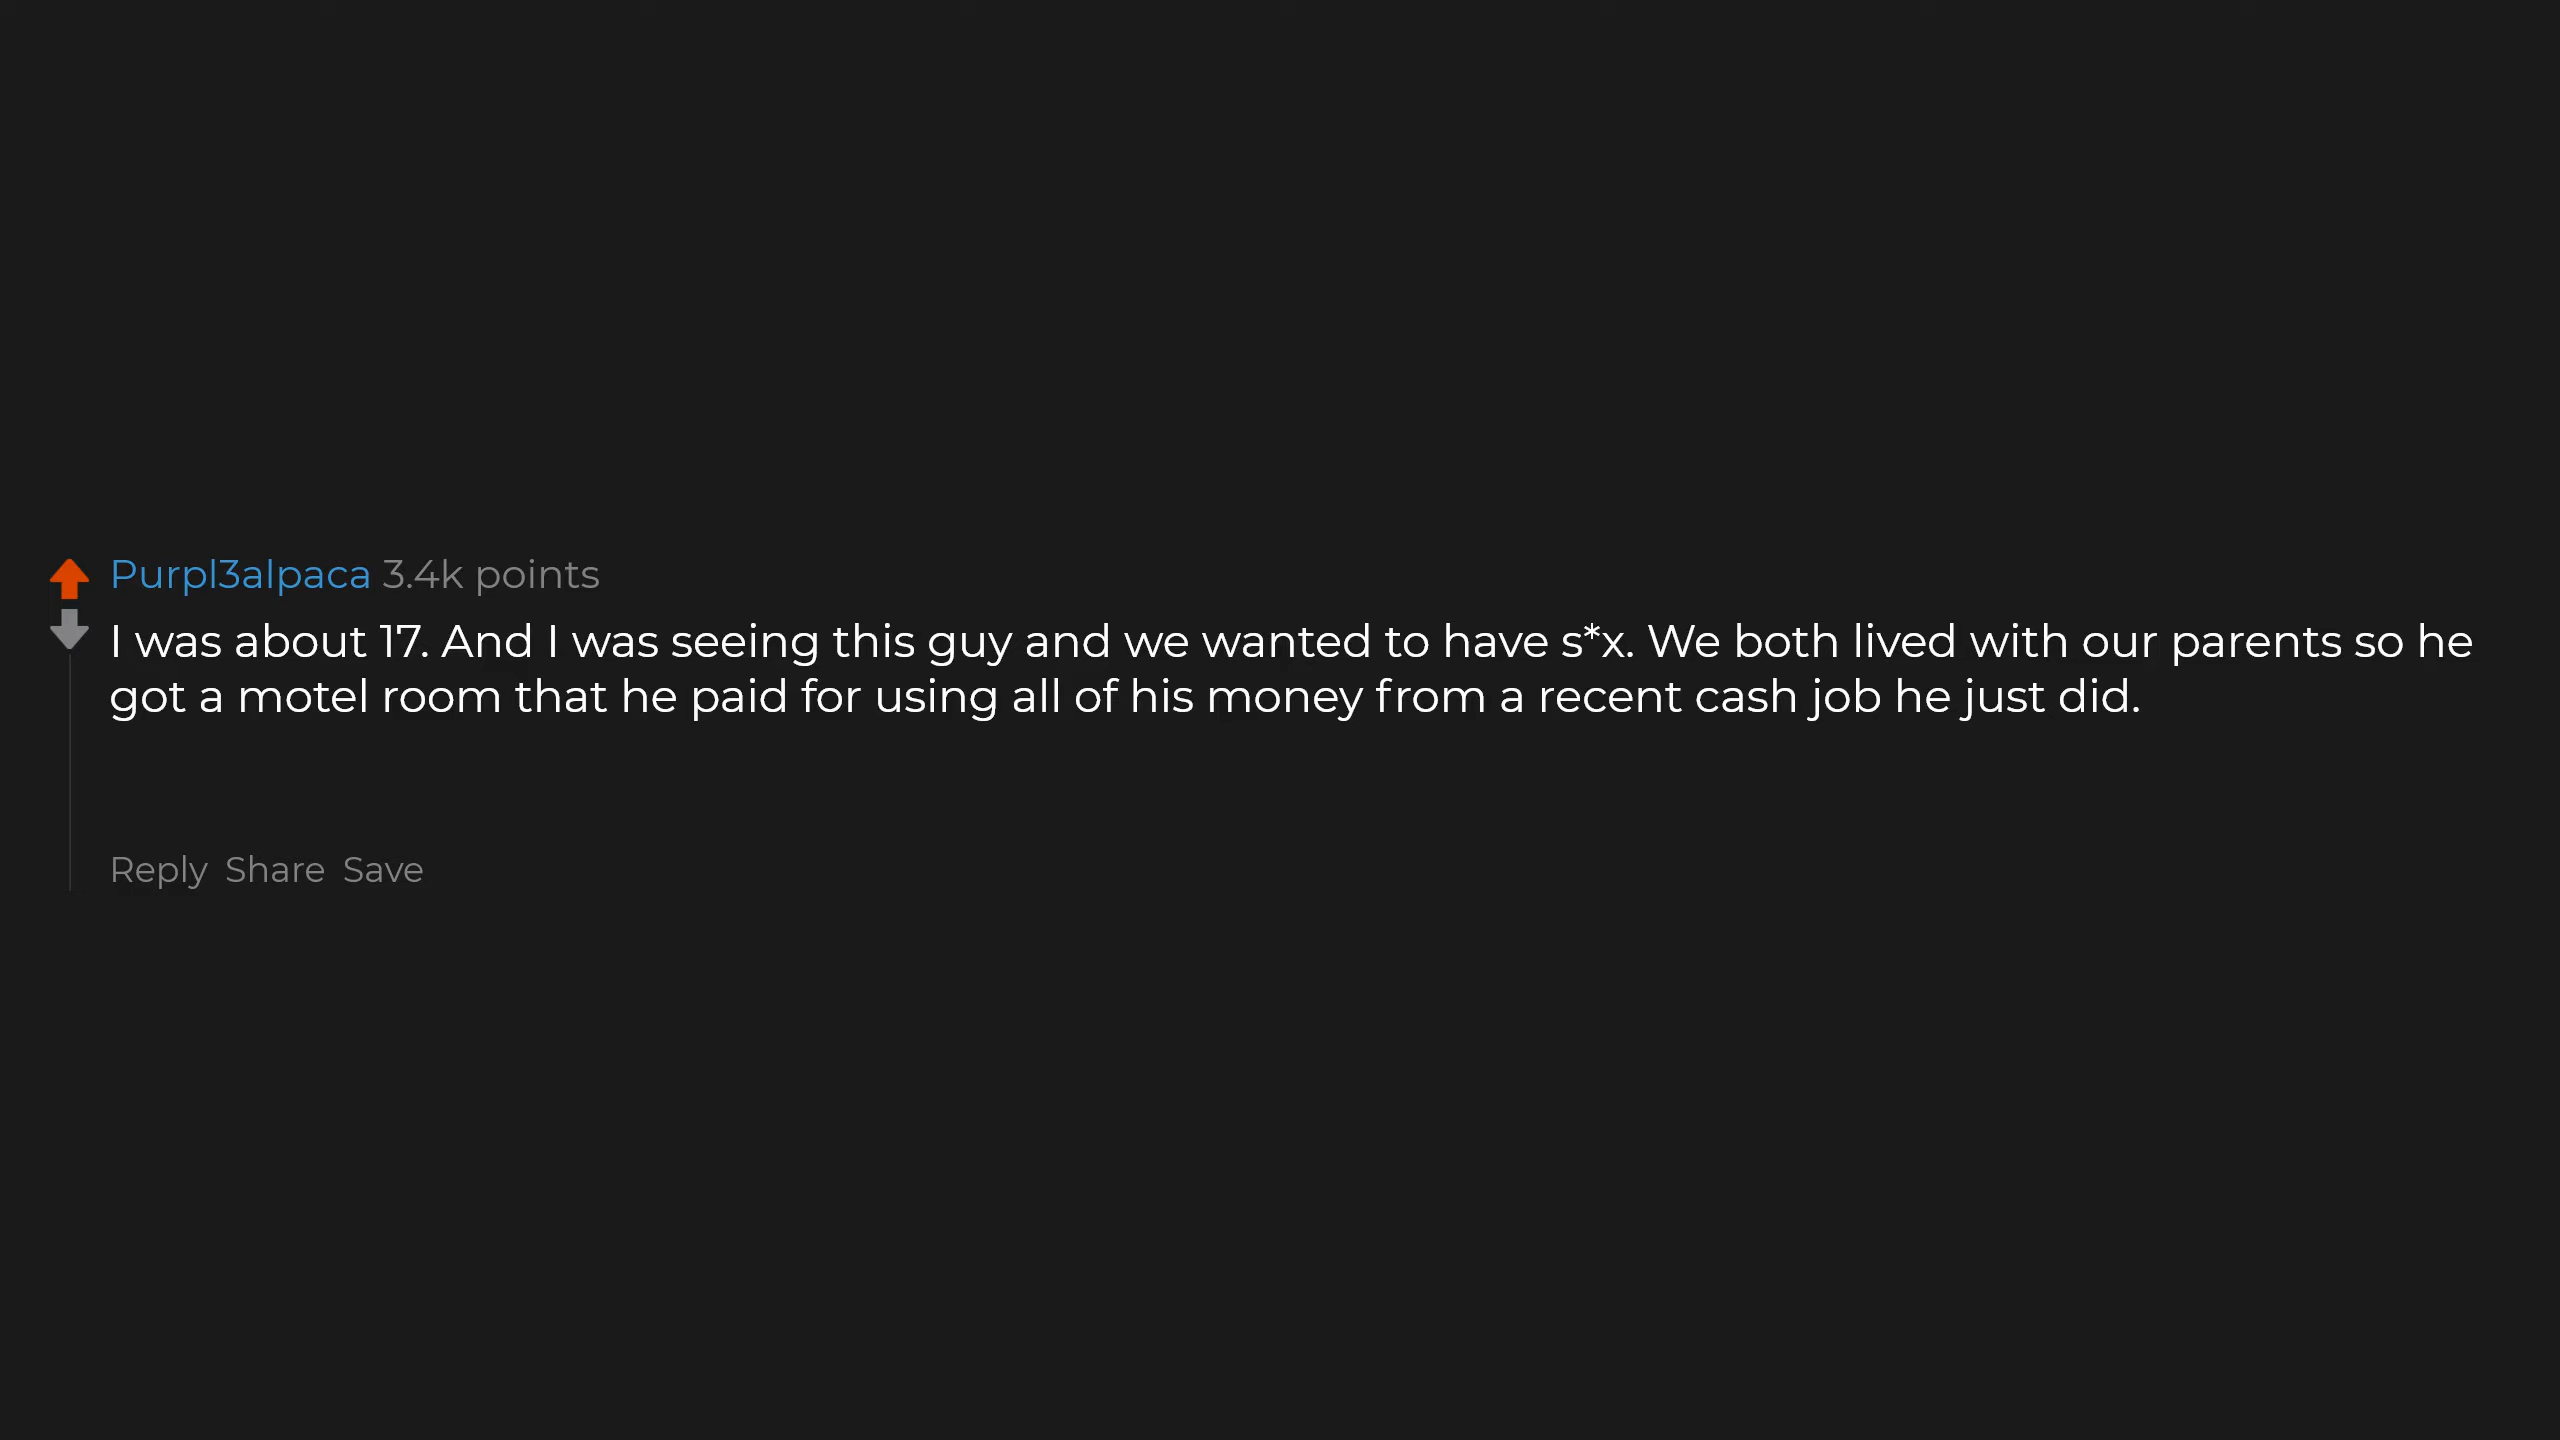 Purpl3alpaca 3.4k points
I was about 17. And I was seeing this guy and we wanted to have s*x. We both lived with our parents so he
got a motel room that he paid for using all of his money from a recent cash job he just did.
Reply Share Save